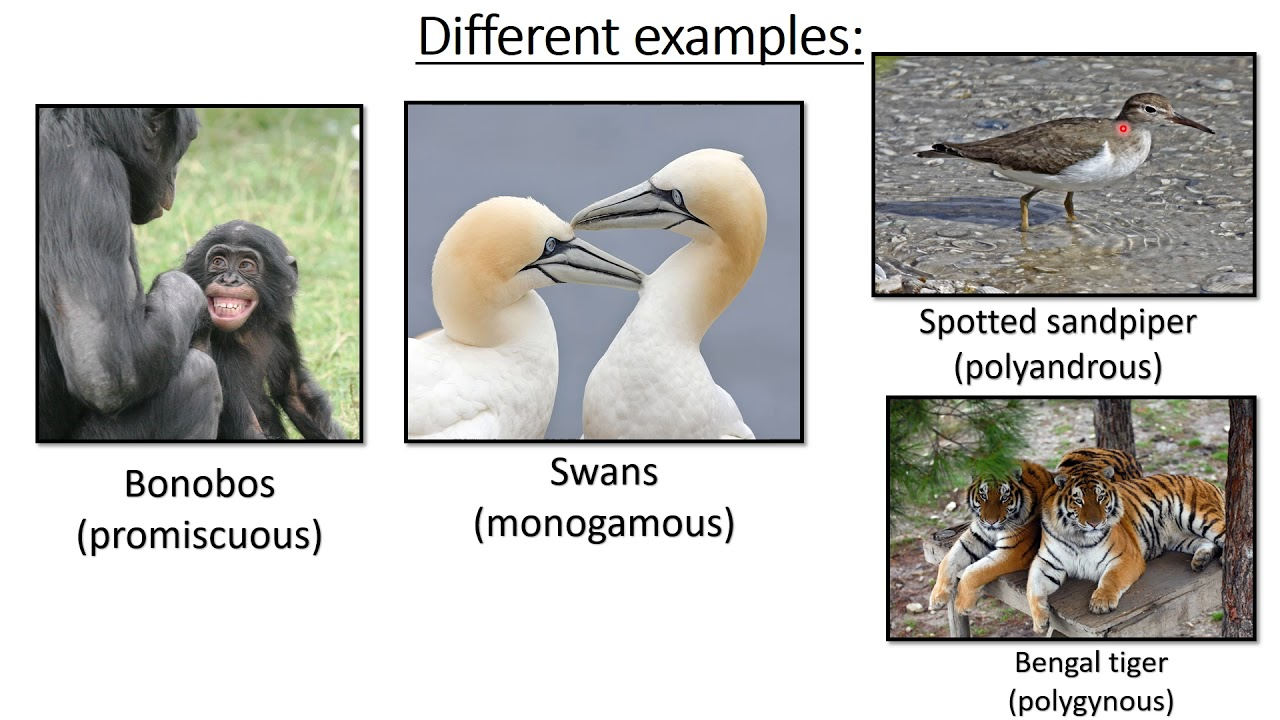 Different examples:
Bonobos
(promiscuous)
Swans
(monogamous)
Spotted sandpiper
(polyandrous)
Bengal tiger
(polygynous)